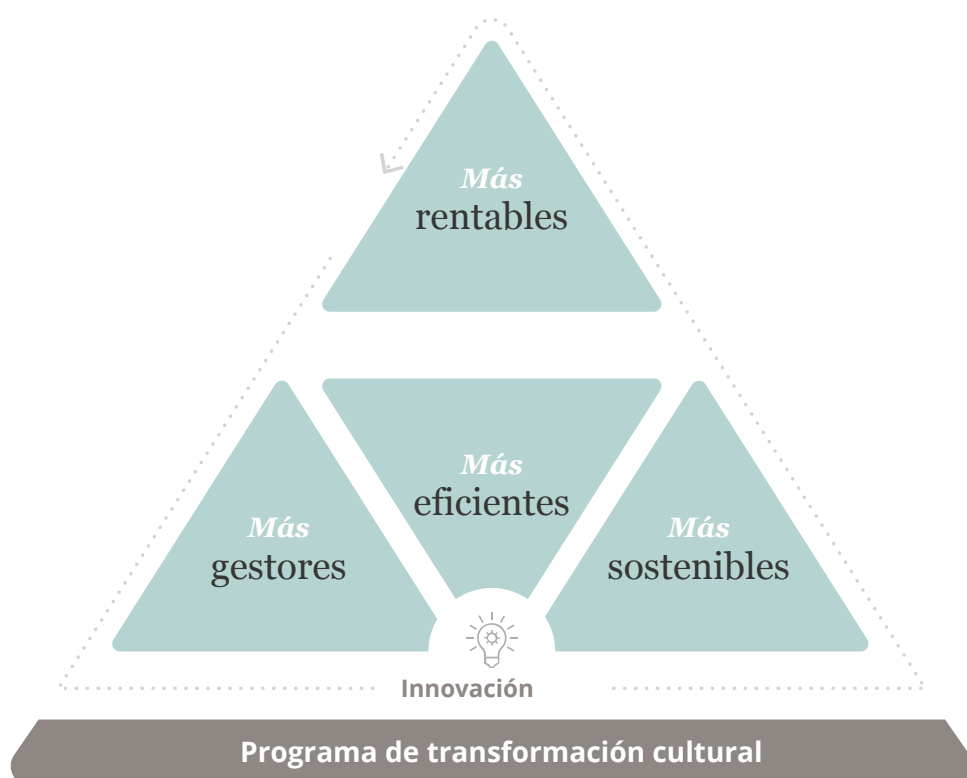 Más
rentables
Más
eficientes
Más
gestores
Más
sostenibles
Innovación
Programa de transformación cultural